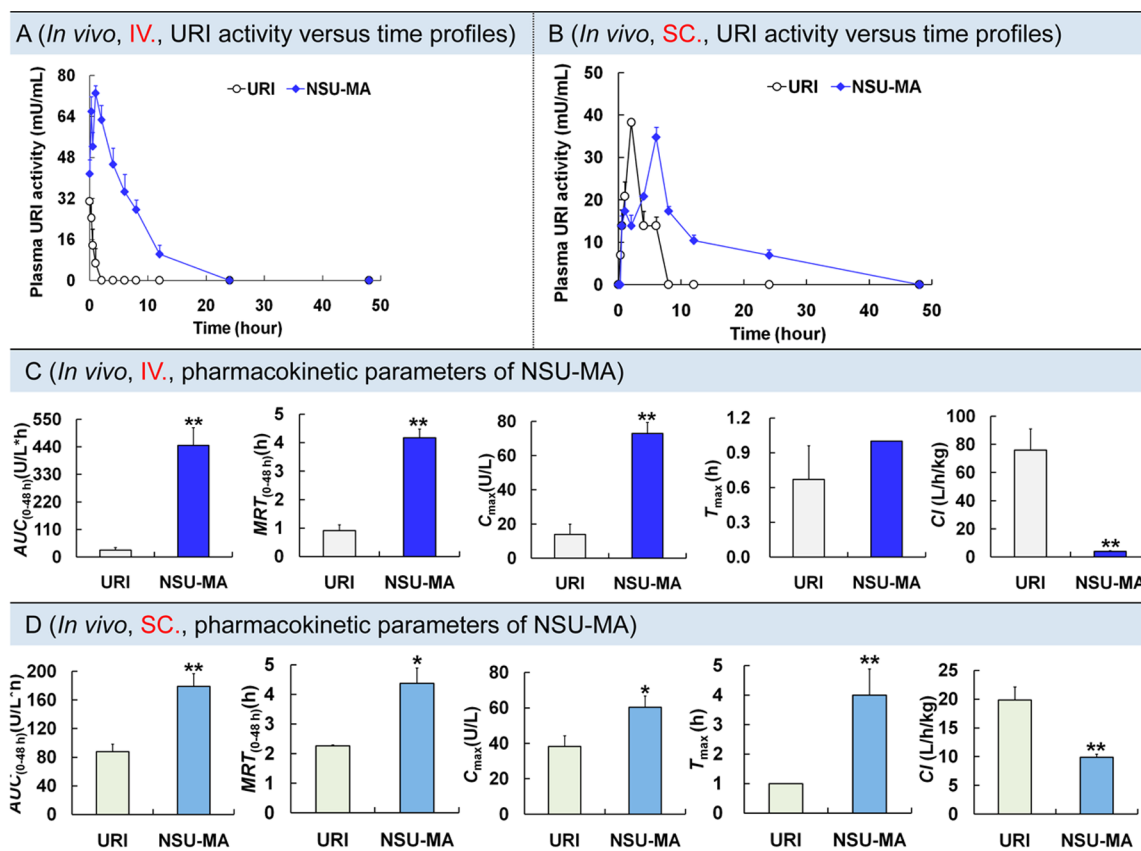 A (In vivo, IV., URI activity versus time profiles)
B (In vivo, SC., URI activity versus time profiles)
Plasma URI activity (mU/mL)
80
64
48
32
16
0
URI
NSU-MA
0
10
20
30
40
50
Time (hour)
Plasma URI activity (mU/mL)
50
40
30
20
10
0
URI
NSU-MA
0
10
20
30
40
50
Time (hour)
C (In vivo, IV., pharmacokinetic parameters of NSU-MA)
AUC(0-48 h)(U/L*h)
550
440
330
220
110
0
**
URI
NSU-MA
MRT(0-48 h)(h)
5
4
3
2
1
0
**
URI
NSU-MA
Cmax(U/L)
80
60
40
20
0
**
URI
NSU-MA
Tmax(h)
1.2
0.9
0.6
0.3
0.0
URI
NSU-MA
Cl (L/h/kg)
100
80
60
40
20
0
**
URI
NSU-MA
D (In vivo, SC., pharmacokinetic parameters of NSU-MA)
AUC(0-48 h)(U/L*h)
200
160
120
80
40
0
**
URI
NSU-MA
MRT(0-48 h)(h)
5
4
3
2
1
0
*
URI
NSU-MA
Cmax(U/L)
80
60
40
20
0
*
URI
NSU-MA
Tmax(h)
5
4
3
2
1
0
**
URI
NSU-MA
Cl (L/h/kg)
25
20
15
10
5
0
**
URI
NSU-MA